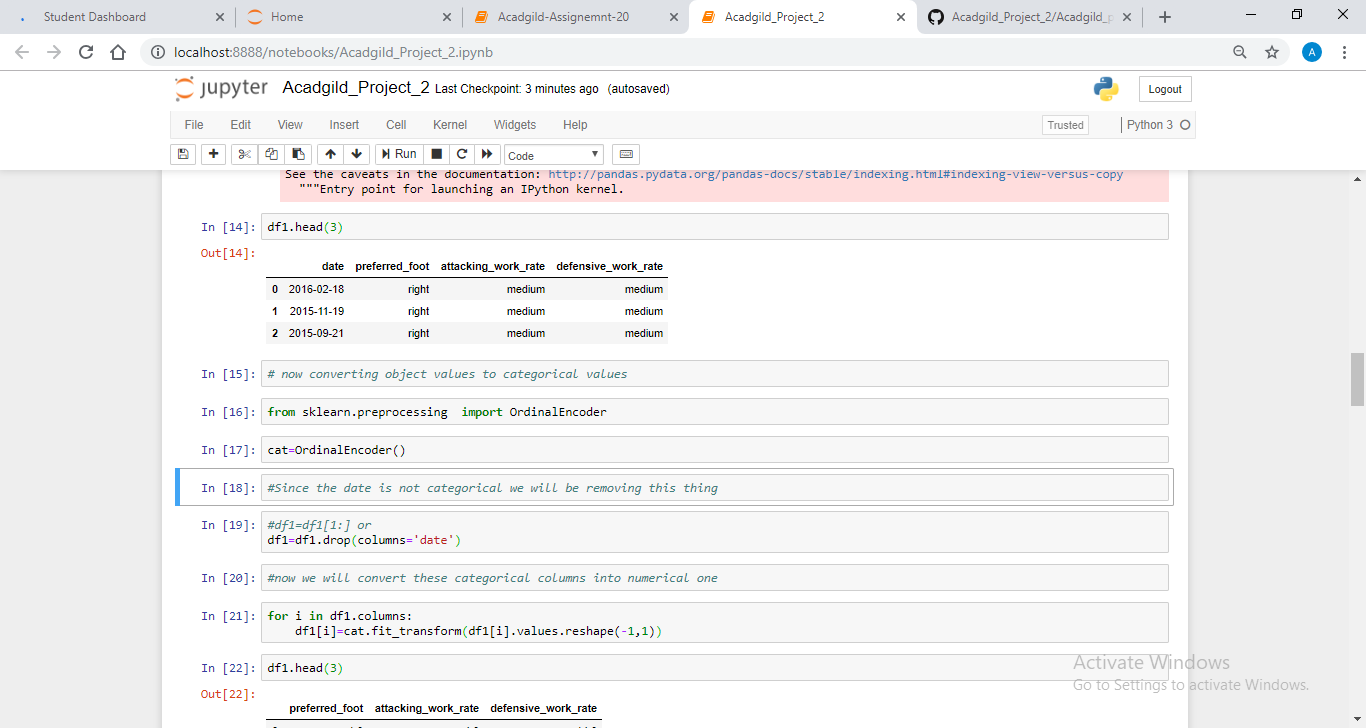 Student Dashboard
Home
Acadgild-Assignemnt-20
Acadgild_Project_2
Acadgild_Project_2/Acadgild_p
localhost:8888/notebooks/Acadgild_Project_2.ipynb
A
jupyter Acadgild_Project_2 Last Checkpoint: 3 minutes ago (autosaved)
Logout
File Edit View Insert Cell Kernel Widgets Help
Trusted
Python 3
Run
Code
See the caveats in the documentation: http://pandas.pydata.org/pandas-docs/stable/indexing.html#indexing-view-versus-copy
"""Entry point for launching an IPython kernel.
In [14]: df1.head(3)
Out[14]:
date preferred_foot attacking_work_rate defensive_work_rate
0 2016-02-18 right medium medium
1 2015-11-19 right medium medium
2 2015-09-21 right medium medium
In [15]: # now converting object values to categorical values
In [16]: from sklearn.preprocessing  import OrdinalEncoder
In [17]: cat=OrdinalEncoder()
In [18]: #Since the date is not categorical we will be removing this thing
In [19]: #df1=df1[1:] or
df1=df1.drop(columns='date')
In [20]: #now we will convert these categorical columns into numerical one
In [21]: for i in df1.columns:
df1[i]=cat.fit_transform(df1[i].values.reshape(-1,1))
In [22]: df1.head(3)
Out[22]:
preferred_foot attacking_work_rate defensive_work_rate
Activate Windows
Go to Settings to activate Windows.